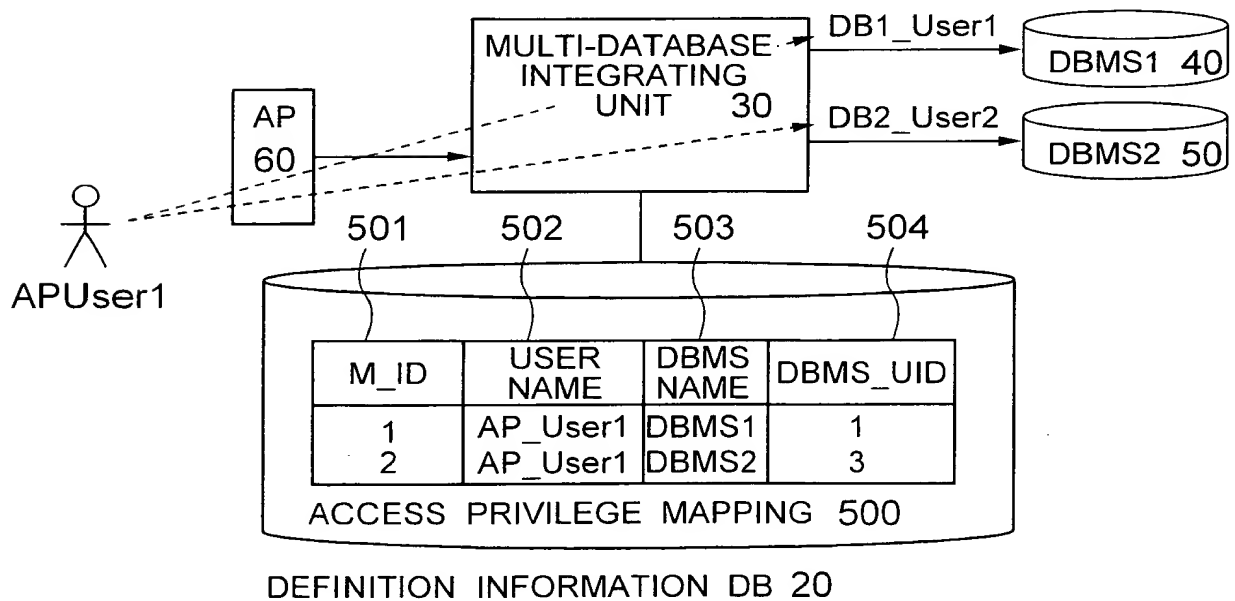 MULTI-DATABASE
INTEGRATING
UNIT 30
DB1_User1
DBMS1 40
DB2_User2
DBMS2 50
AP
60
APUser1
501 502 503 504
M_ID USER NAME DBMS NAME DBMS_UID
1 AP_User1 DBMS1 1
2 AP_User1 DBMS2 3
ACCESS PRIVILEGE MAPPING 500
DEFINITION INFORMATION DB 20